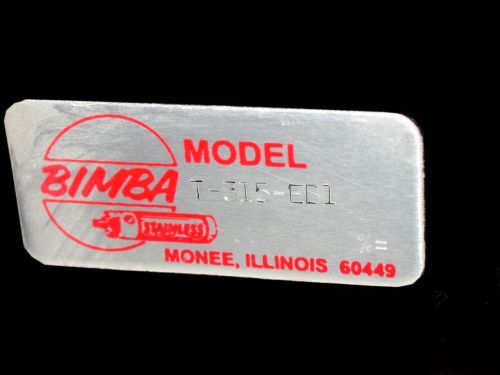 MODEL
BIMBA
T-315-EB1
STAINLESS
MONEE, ILLINOIS 60449